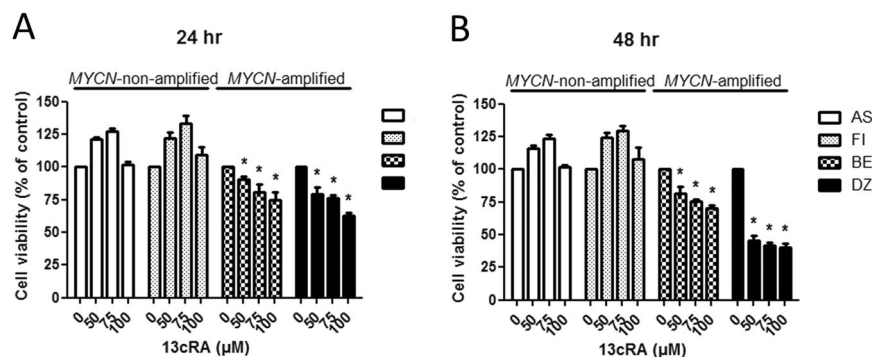 A
24 hr
MYCN-non-amplified MYCN-amplified
Cell viability (% of control)
150
125
100
75
50
25
0
* * * * * *
0 50 75 100 0 50 75 100 0 50 75 100 0 50 75 100
13cRA (µM)
B
48 hr
MYCN-non-amplified MYCN-amplified
Cell viability (% of control)
150
125
100
75
50
25
0
* * * * * *
0 50 75 100 0 50 75 100 0 50 75 100 0 50 75 100
13cRA (µM)
AS
FI
BE
DZ